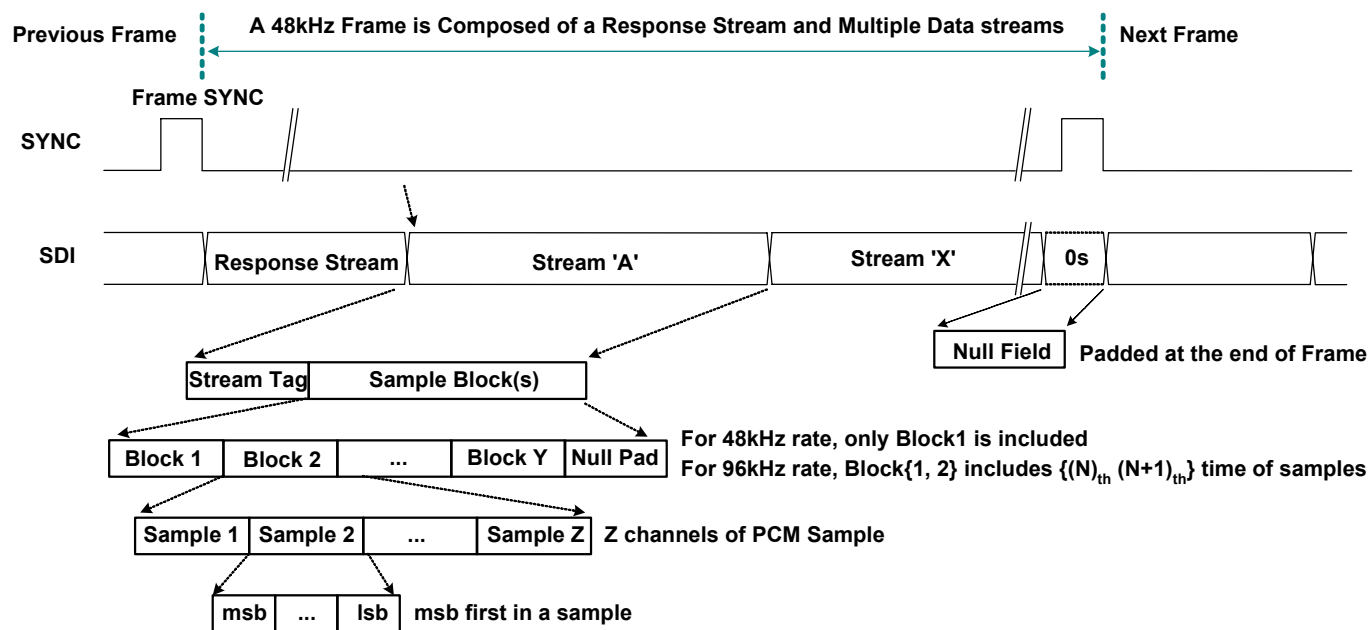 A 48kHz Frame is Composed of a Response Stream and Multiple Data streams
Previous Frame
Next Frame
Frame SYNC
SYNC
SDI
Response Stream
Stream 'A'
Stream 'X'
0s
Null Field
Padded at the end of Frame
Stream Tag
Sample Block(s)
Block 1
Block 2
...
Block Y
Null Pad
For 48kHz rate, only Block1 is included
For 96kHz rate, Block{1, 2} includes {(N)th (N+1)th} time of samples
Sample 1
Sample 2
...
Sample Z
Z channels of PCM Sample
msb
...
lsb
msb first in a sample